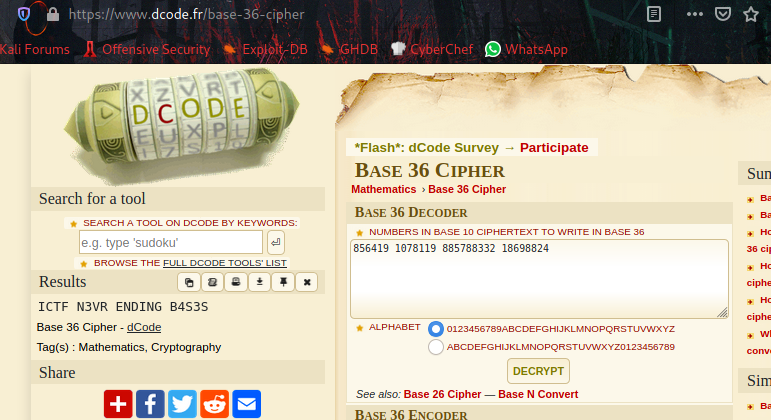 https://www.dcode.fr/base-36-cipher
Kali Forums Offensive Security Exploit-DB GHDB CyberChef WhatsApp
X Z V R T
D C O D E
E U X P L
*Flash*: dCode Survey → Participate
BASE 36 CIPHER
Mathematics › Base 36 Cipher
Search for a tool
SEARCH A TOOL ON DCODE BY KEYWORDS:
e.g. type 'sudoku'
BROWSE THE FULL DCODE TOOLS' LIST
Results
ICTF N3VR ENDING B4S3S
Base 36 Cipher - dCode
Tag(s) : Mathematics, Cryptography
Share
BASE 36 DECODER
NUMBERS IN BASE 10 CIPHERTEXT TO WRITE IN BASE 36
856419 1078119 885788332 18698824
ALPHABET 0123456789ABCDEFGHIJKLMNOPQRSTUVWXYZ
ABCDEFGHIJKLMNOPQRSTUVWXYZ0123456789
DECRYPT
See also: Base 26 Cipher — Base N Convert
BASE 36 ENCODER
Sum
Ba
Ba
Ho
36 cip
Ho
ciphe
Ho
ciphe
Wh
conve
Sim
Ba